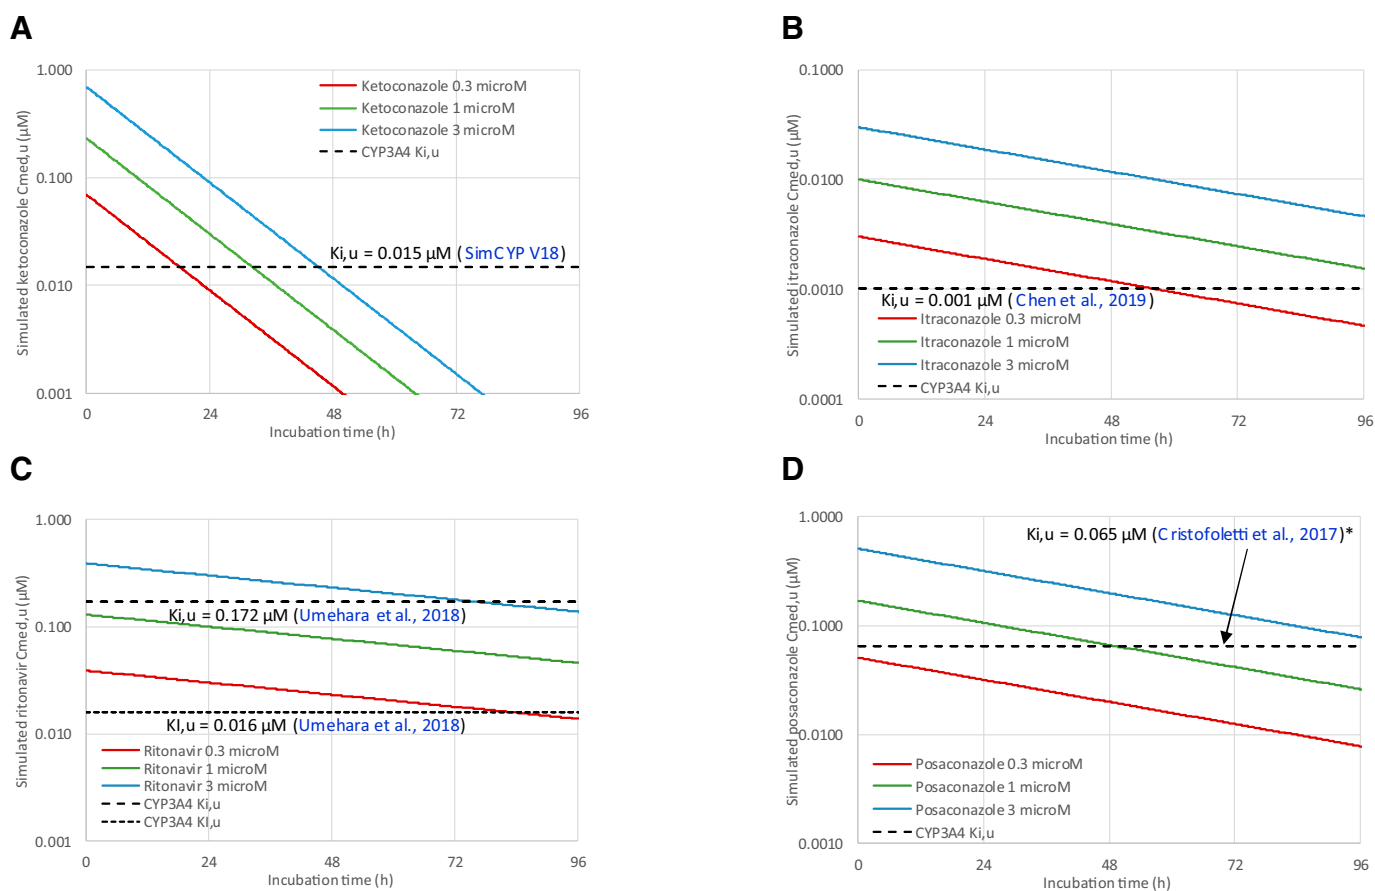 A
Simulated ketoconazole Cmed,u (µM)
1.000
0.100
0.010
0.001
Ketoconazole 0.3 microM
Ketoconazole 1 microM
Ketoconazole 3 microM
CYP3A4 Ki,u
Ki,u = 0.015 µM (SimCYP V18)
0 24 48 72 96
Incubation time (h)
B
Simulated itraconazole Cmed,u (µM)
0.1000
0.0100
0.0010
0.0001
Ki,u = 0.001 µM (Chen et al., 2019)
Itraconazole 0.3 microM
Itraconazole 1 microM
Itraconazole 3 microM
CYP3A4 Ki,u
0 24 48 72 96
Incubation time (h)
C
Simulated ritonavir Cmed,u (µM)
1.000
0.100
0.010
0.001
Ki,u = 0.172 µM (Umehara et al., 2018)
KI,u = 0.016 µM (Umehara et al., 2018)
Ritonavir 0.3 microM
Ritonavir 1 microM
Ritonavir 3 microM
CYP3A4 Ki,u
CYP3A4 KI,u
0 24 48 72 96
Incubation time (h)
D
Simulated posaconazole Cmed,u (µM)
1.0000
0.1000
0.0100
0.0010
Ki,u = 0.065 µM (Cristofoletti et al., 2017)*
Posaconazole 0.3 microM
Posaconazole 1 microM
Posaconazole 3 microM
CYP3A4 Ki,u
0 24 48 72 96
Incubation time (h)